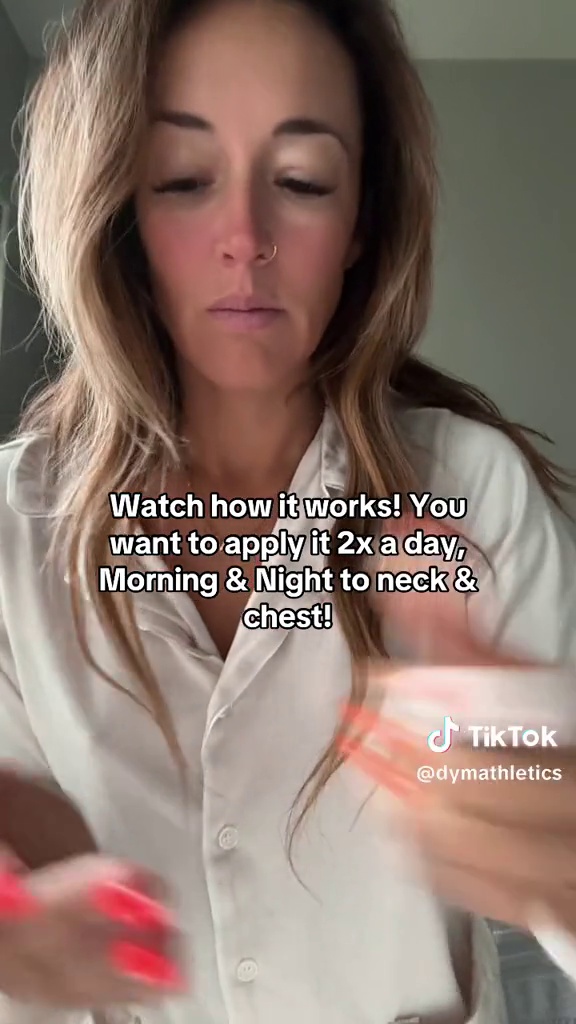 Watch how it works! You
want to apply it 2x a day,
Morning & Night to neck &
chest!
TikTok
@dymathletics